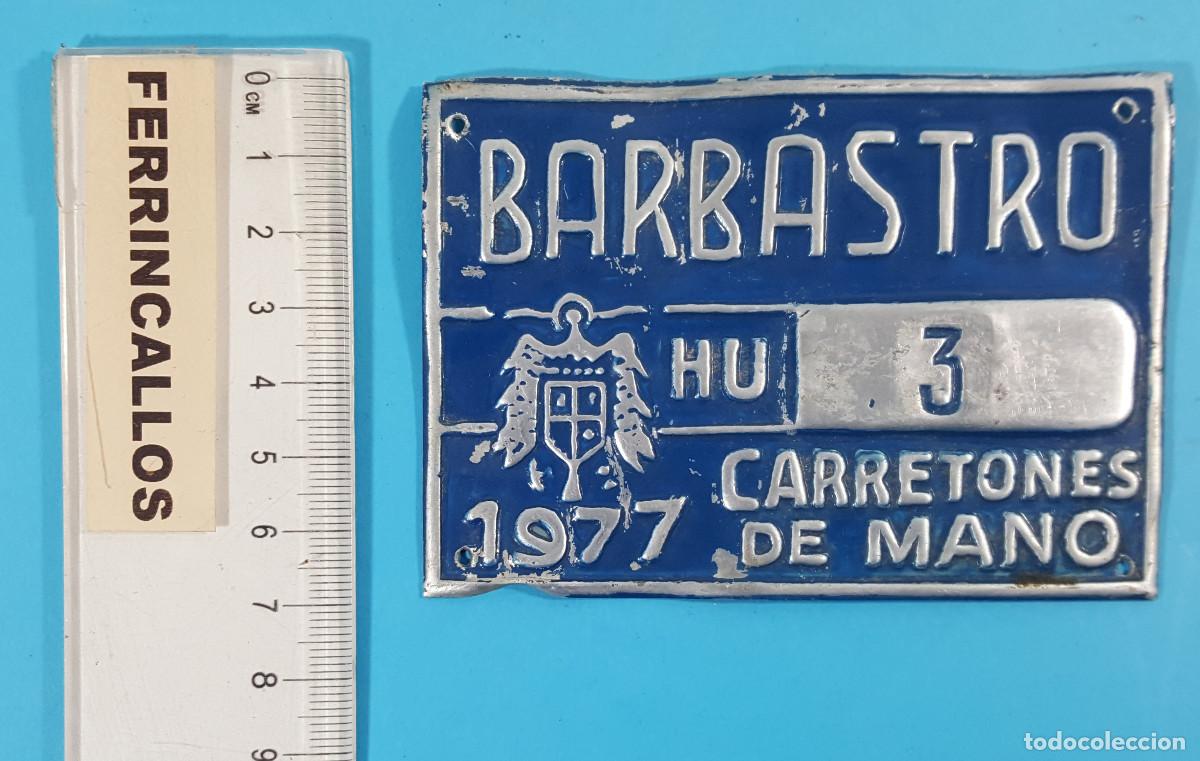 FERRINCALLOS
0 CM
1
2
3
4
5
6
7
8
9
BARBASTRO
HU 3
CARRETONES
1977 DE MANO
todocoleccion